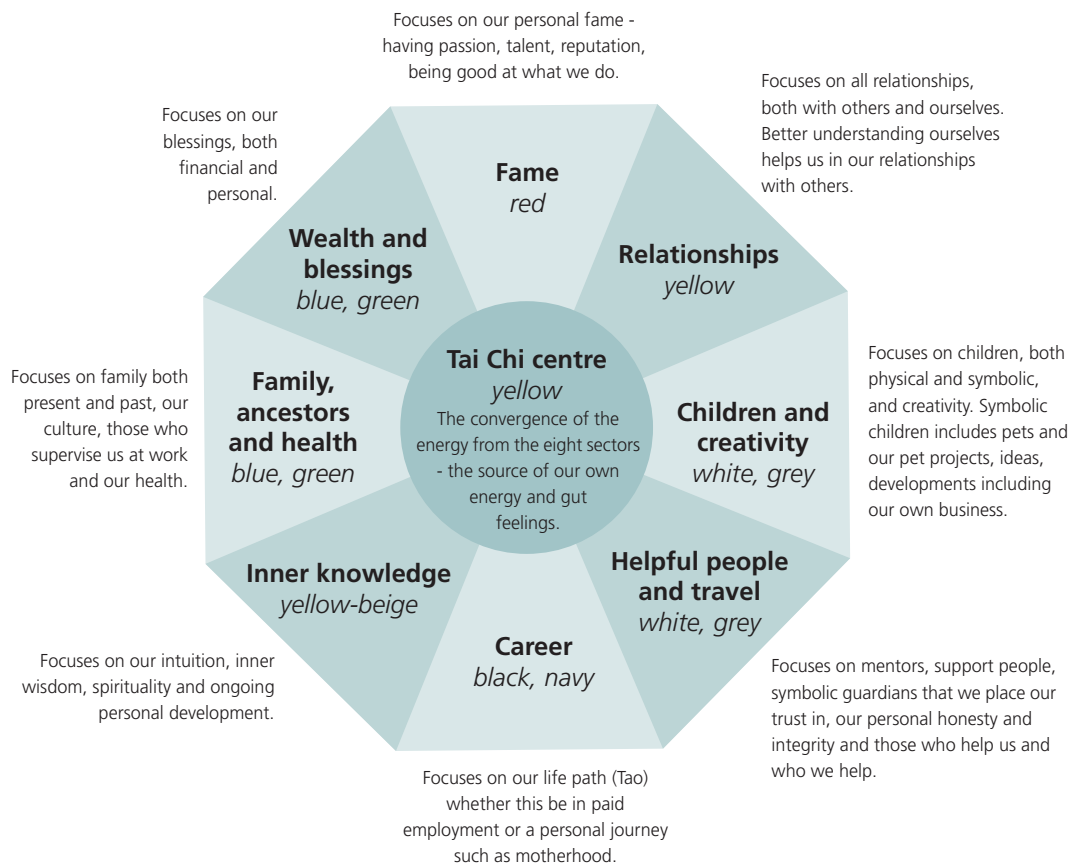 Focuses on our personal fame -
having passion, talent, reputation,
being good at what we do.
Focuses on all relationships,
both with others and ourselves.
Better understanding ourselves
helps us in our relationships
with others.
Focuses on our
blessings, both
financial and
personal.
Fame
red
Wealth and
blessings
blue, green
Relationships
yellow
Focuses on family both
present and past, our
culture, those who
supervise us at work
and our health.
Family,
ancestors
and health
blue, green
Tai Chi centre
yellow
The convergence of the
energy from the eight sectors
- the source of our own
energy and gut
feelings.
Children and
creativity
white, grey
Focuses on children, both
physical and symbolic,
and creativity. Symbolic
children includes pets and
our pet projects, ideas,
developments including
our own business.
Inner knowledge
yellow-beige
Career
black, navy
Helpful people
and travel
white, grey
Focuses on our intuition, inner
wisdom, spirituality and ongoing
personal development.
Focuses on mentors, support people,
symbolic guardians that we place our
trust in, our personal honesty and
integrity and those who help us and
who we help.
Focuses on our life path (Tao)
whether this be in paid
employment or a personal journey
such as motherhood.